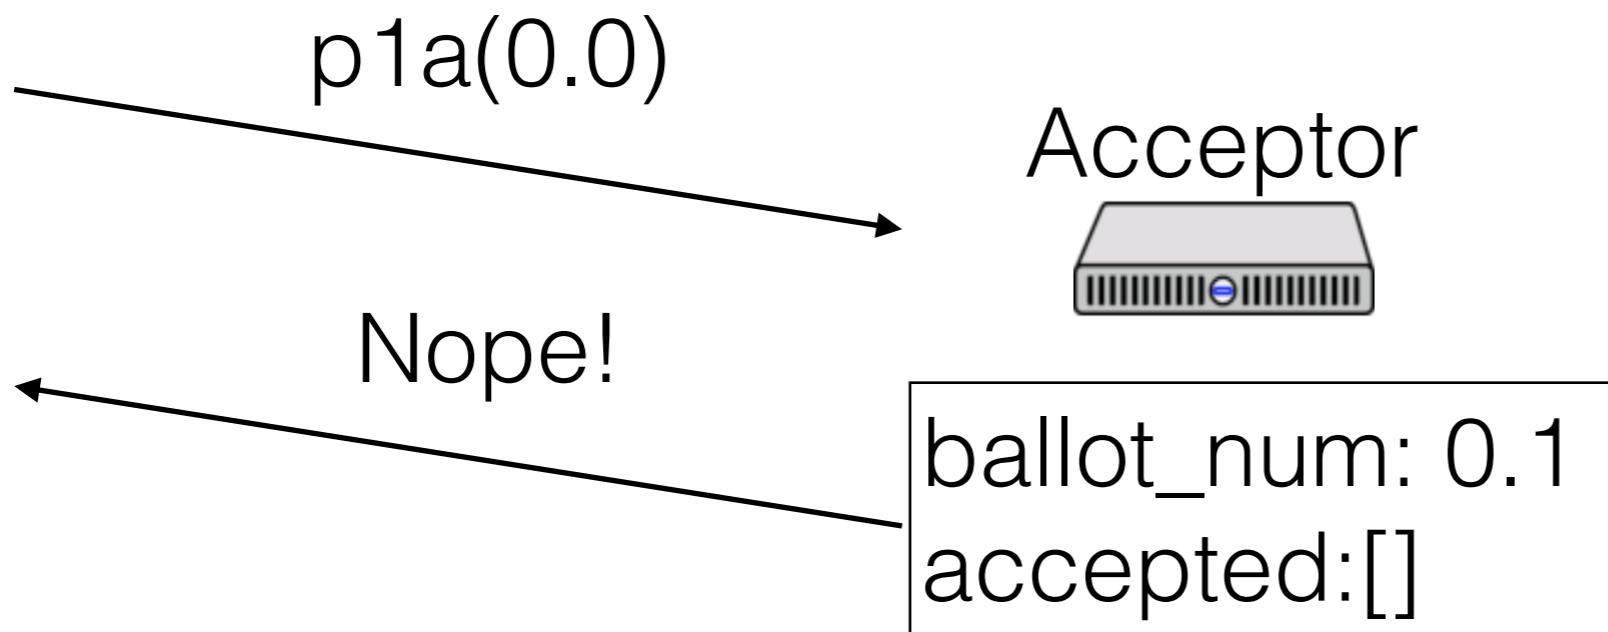 p1a(0.0)
Acceptor
Nope!
ballot_num: 0.1
accepted:[]